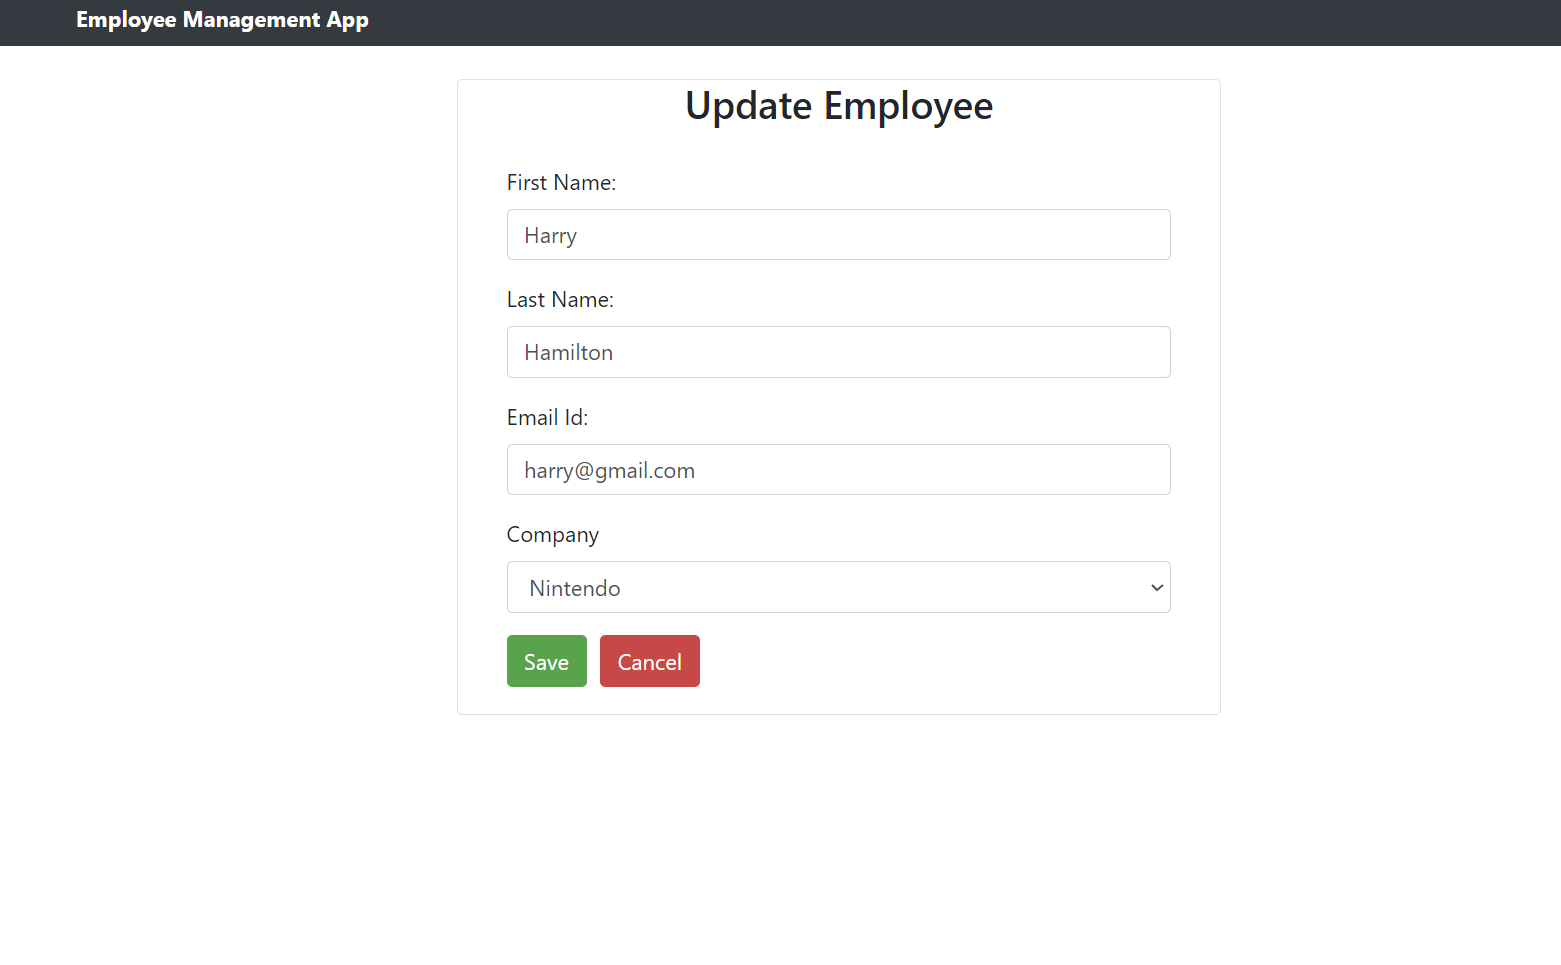 Employee Management App
Update Employee
First Name:
Harry
Last Name:
Hamilton
Email Id:
harry@gmail.com
Company
Nintendo
Save Cancel